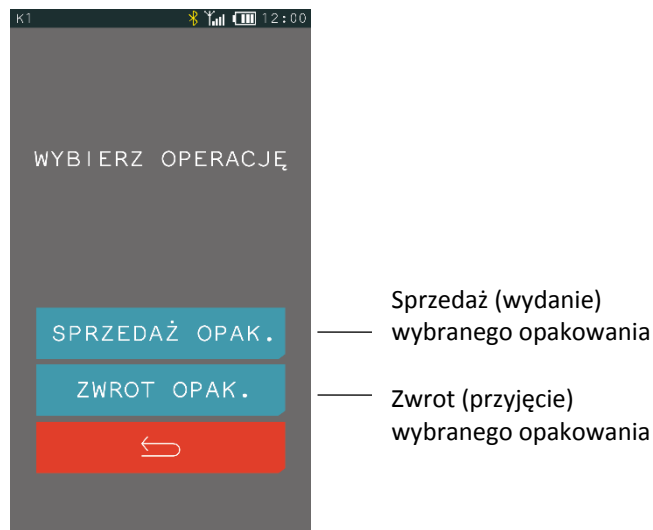 K1 12:00
WYBIERZ OPERACJĘ
SPRZEDAŻ OPAK.
Sprzedaż (wydanie)
wybranego opakowania
ZWROT OPAK.
Zwrot (przyjęcie)
wybranego opakowania